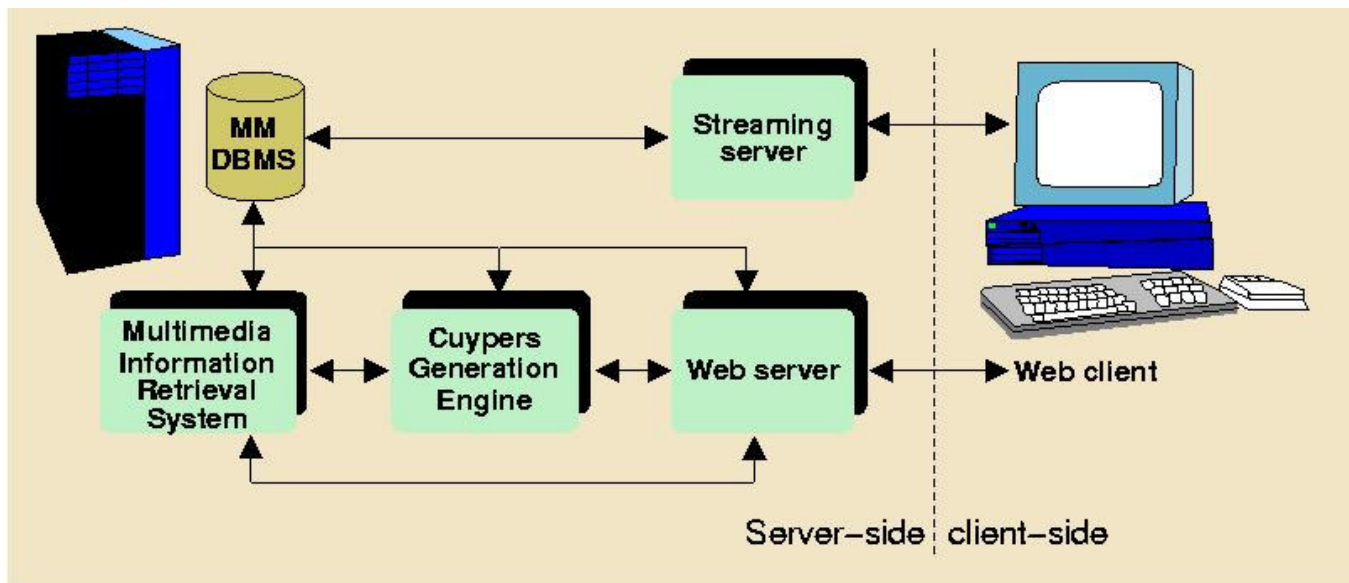 MM
DBMS
Streaming
server
Multimedia
Information
Retrieval
System
Cuypers
Generation
Engine
Web server
Web client
Server-side
client-side